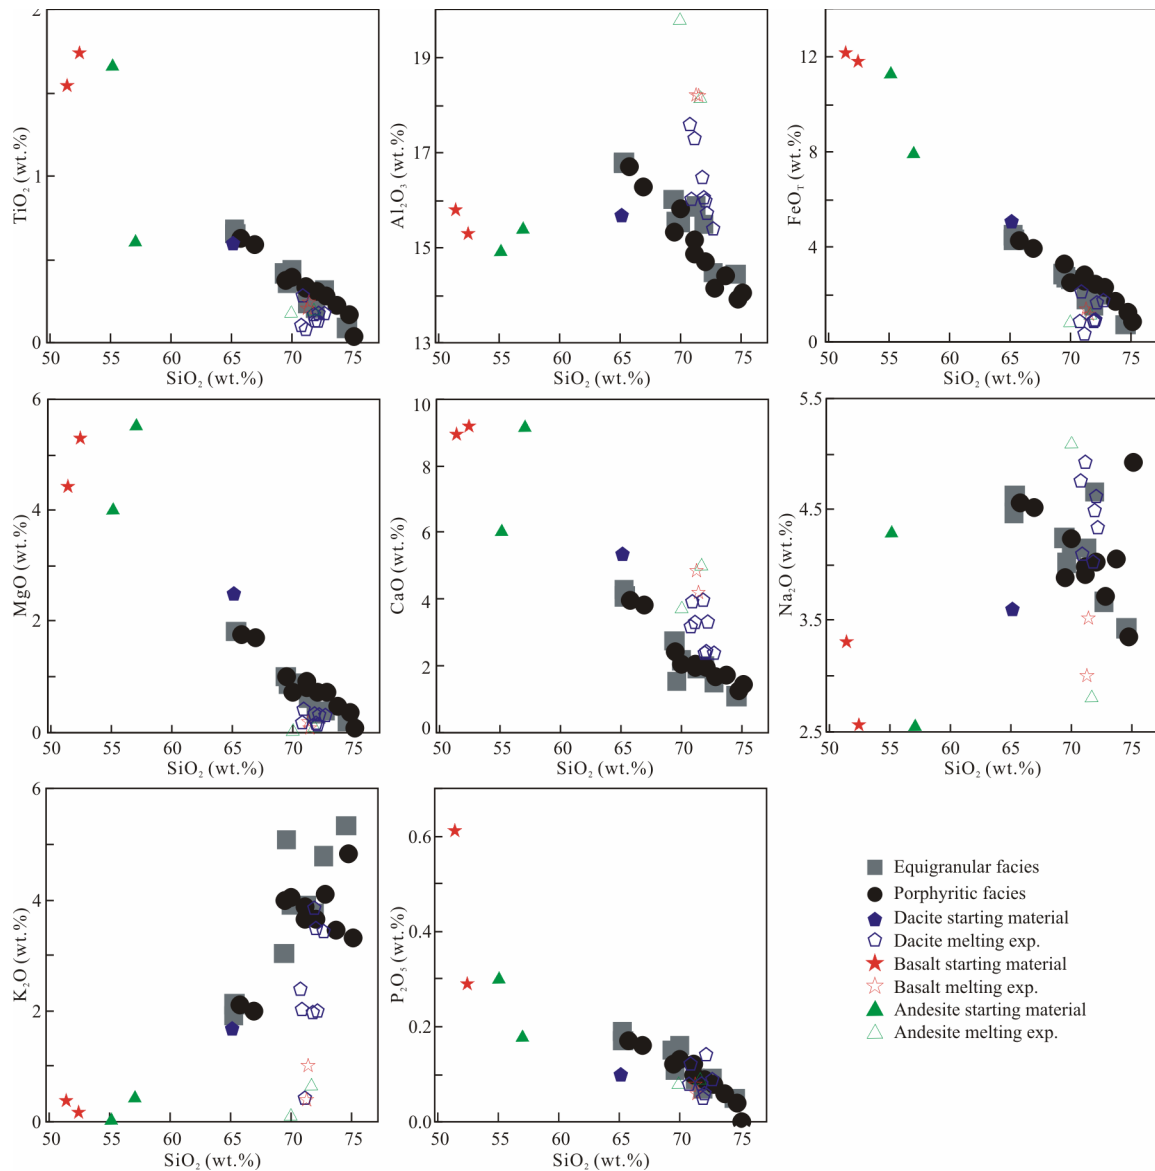 2
1
0
TiO₂ (wt.%)
50 55 60 65 70 75
SiO₂ (wt.%)
19
17
15
13
Al₂O₃ (wt.%)
50 55 60 65 70 75
SiO₂ (wt.%)
12
8
4
0
FeO_T (wt.%)
50 55 60 65 70 75
SiO₂ (wt.%)
6
4
2
0
MgO (wt.%)
50 55 60 65 70 75
SiO₂ (wt.%)
10
8
6
4
2
0
CaO (wt.%)
50 55 60 65 70 75
SiO₂ (wt.%)
5.5
4.5
3.5
2.5
Na₂O (wt.%)
50 55 60 65 70 75
SiO₂ (wt.%)
6
4
2
0
K₂O (wt.%)
50 55 60 65 70 75
SiO₂ (wt.%)
0.6
0.4
0.2
0.0
P₂O₅ (wt.%)
50 55 60 65 70 75
SiO₂ (wt.%)
Equigranular facies
Porphyritic facies
Dacite starting material
Dacite melting exp.
Basalt starting material
Basalt melting exp.
Andesite starting material
Andesite melting exp.